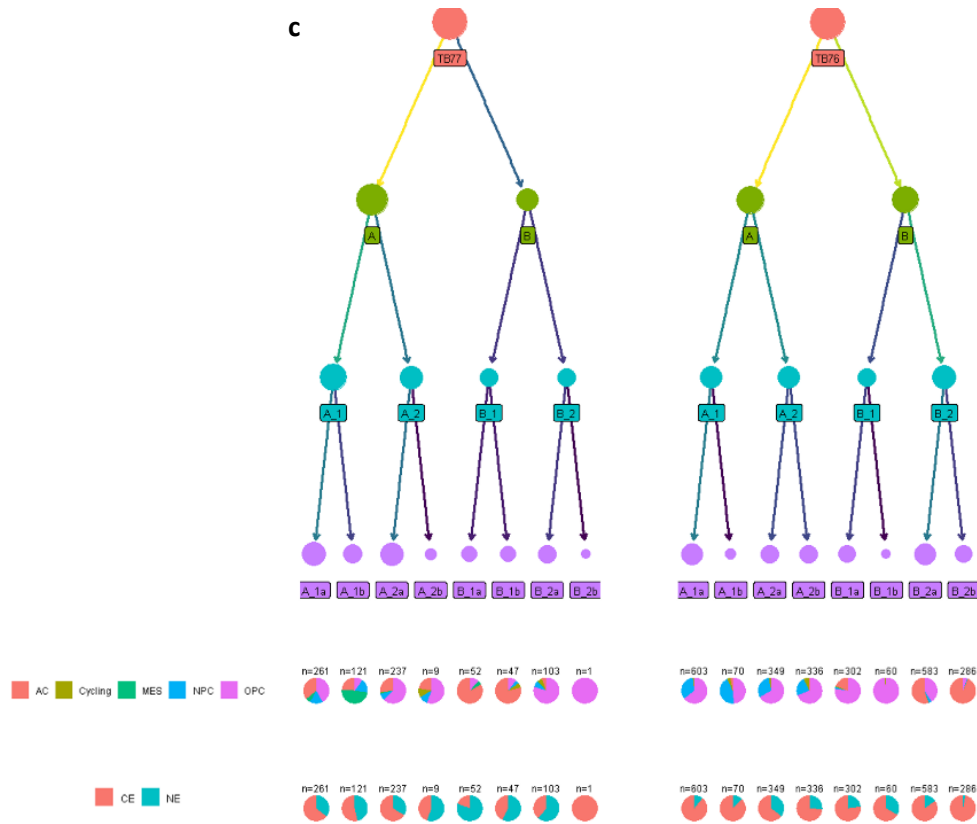 c
TB77 TB76
A B A B
A_1 A_2 B_1 B_2 A_1 A_2 B_1 B_2
A_1a A_1b A_2a A_2b B_1a B_1b B_2a B_2b A_1a A_1b A_2a A_2b B_1a B_1b B_2a B_2b
n=261 n=121 n=237 n=9 n=52 n=47 n=103 n=1 n=603 n=70 n=349 n=336 n=302 n=60 n=583 n=286
AC Cycling MES NPC OPC
n=261 n=121 n=237 n=9 n=52 n=47 n=103 n=1 n=603 n=70 n=349 n=336 n=302 n=60 n=583 n=286
CE NE